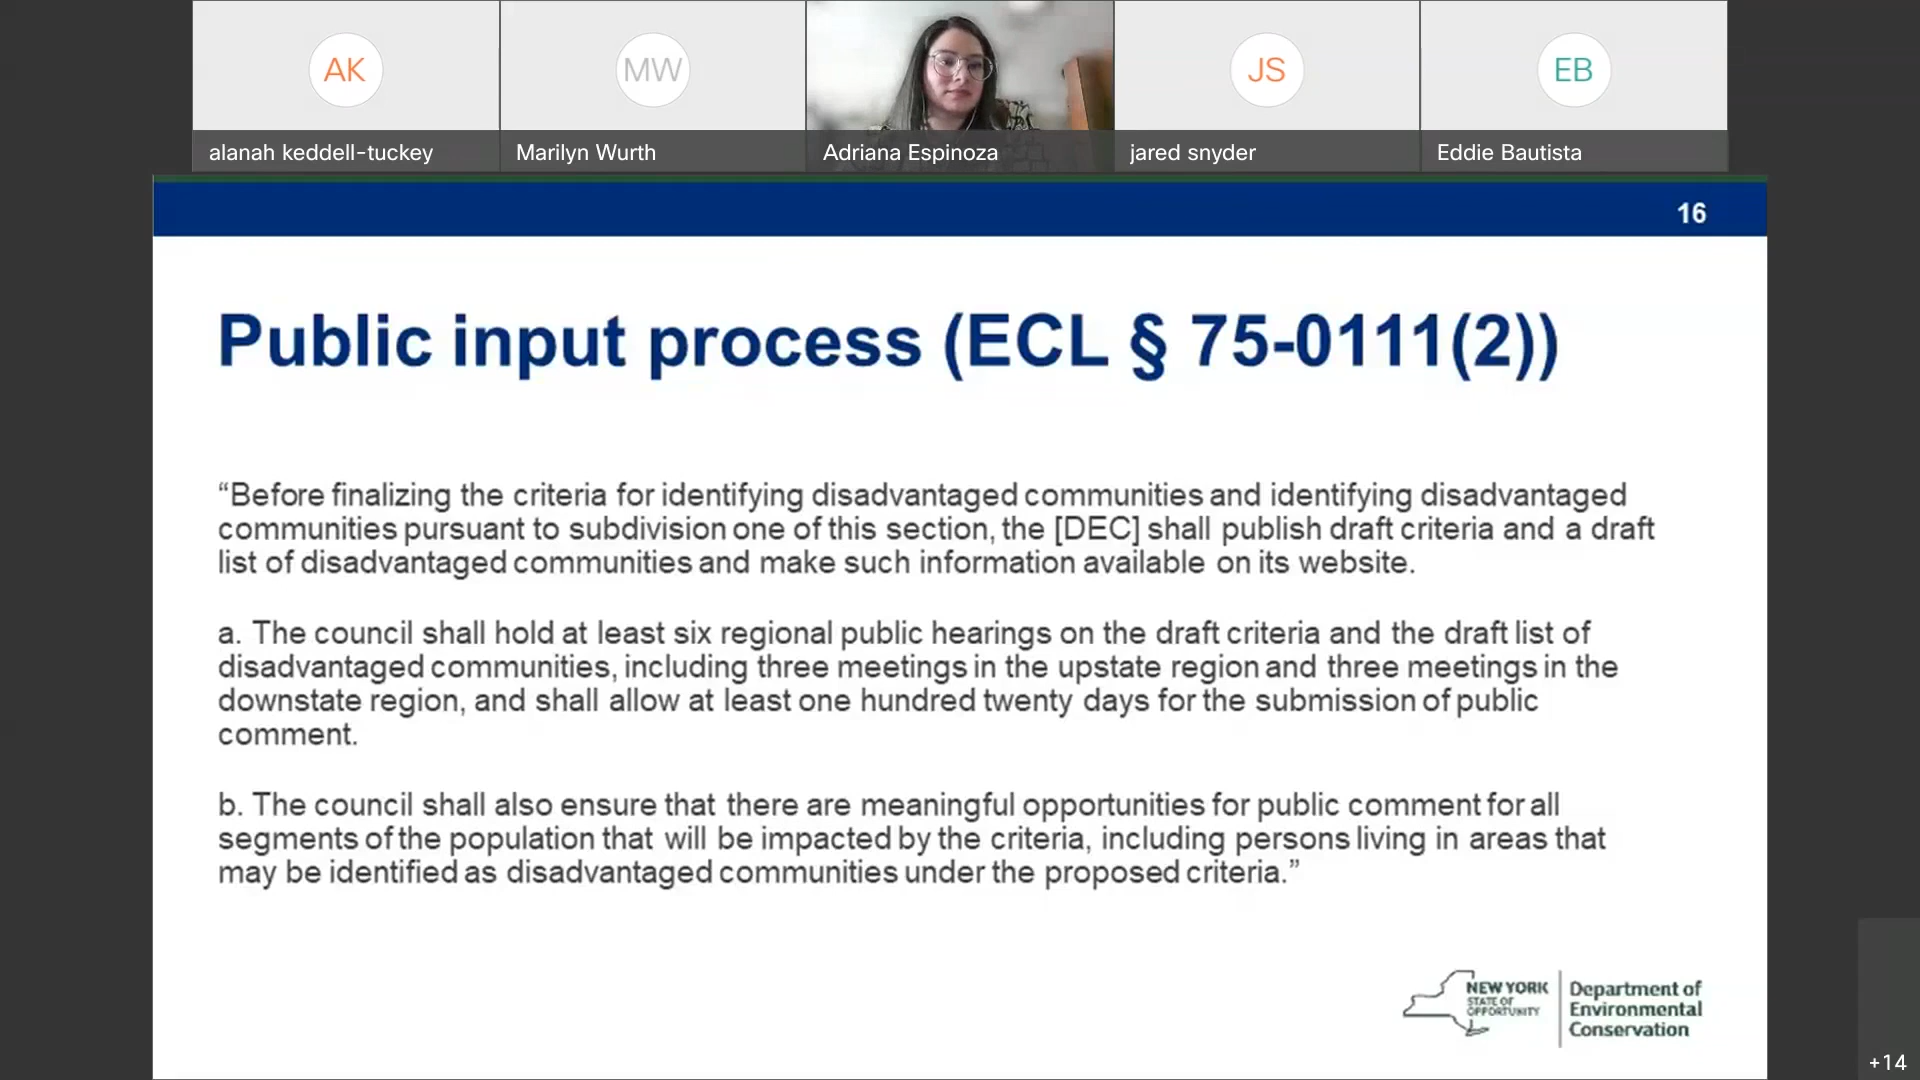 AK
MW
JS
EB
alanah keddell-tuckey
Marilyn Wurth
Adriana Espinoza
jared snyder
Eddie Bautista
16
Public input process (ECL § 75-0111(2))
“Before finalizing the criteria for identifying disadvantaged communities and identifying disadvantaged
communities pursuant to subdivision one of this section, the [DEC] shall publish draft criteria and a draft
list of disadvantaged communities and make such information available on its website.
a. The council shall hold at least six regional public hearings on the draft criteria and the draft list of
disadvantaged communities, including three meetings in the upstate region and three meetings in the
downstate region, and shall allow at least one hundred twenty days for the submission of public
comment.
b. The council shall also ensure that there are meaningful opportunities for public comment for all
segments of the population that will be impacted by the criteria, including persons living in areas that
may be identified as disadvantaged communities under the proposed criteria.”
NEW YORK
STATE OF
OPPORTUNITY
Department of
Environmental
Conservation
+14